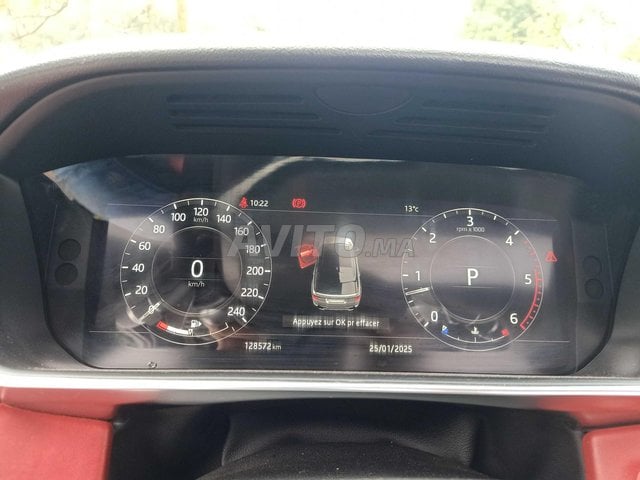 10:22
13°c
0 20 40 60 80 100 120 140 160 180 200 220 240
km/h
0
km/h
AVITO.MA
0 1 2 3 4 5 6
rpm x 1000
P
Appuyez sur OK pr effacer
128572 km
25/01/2025